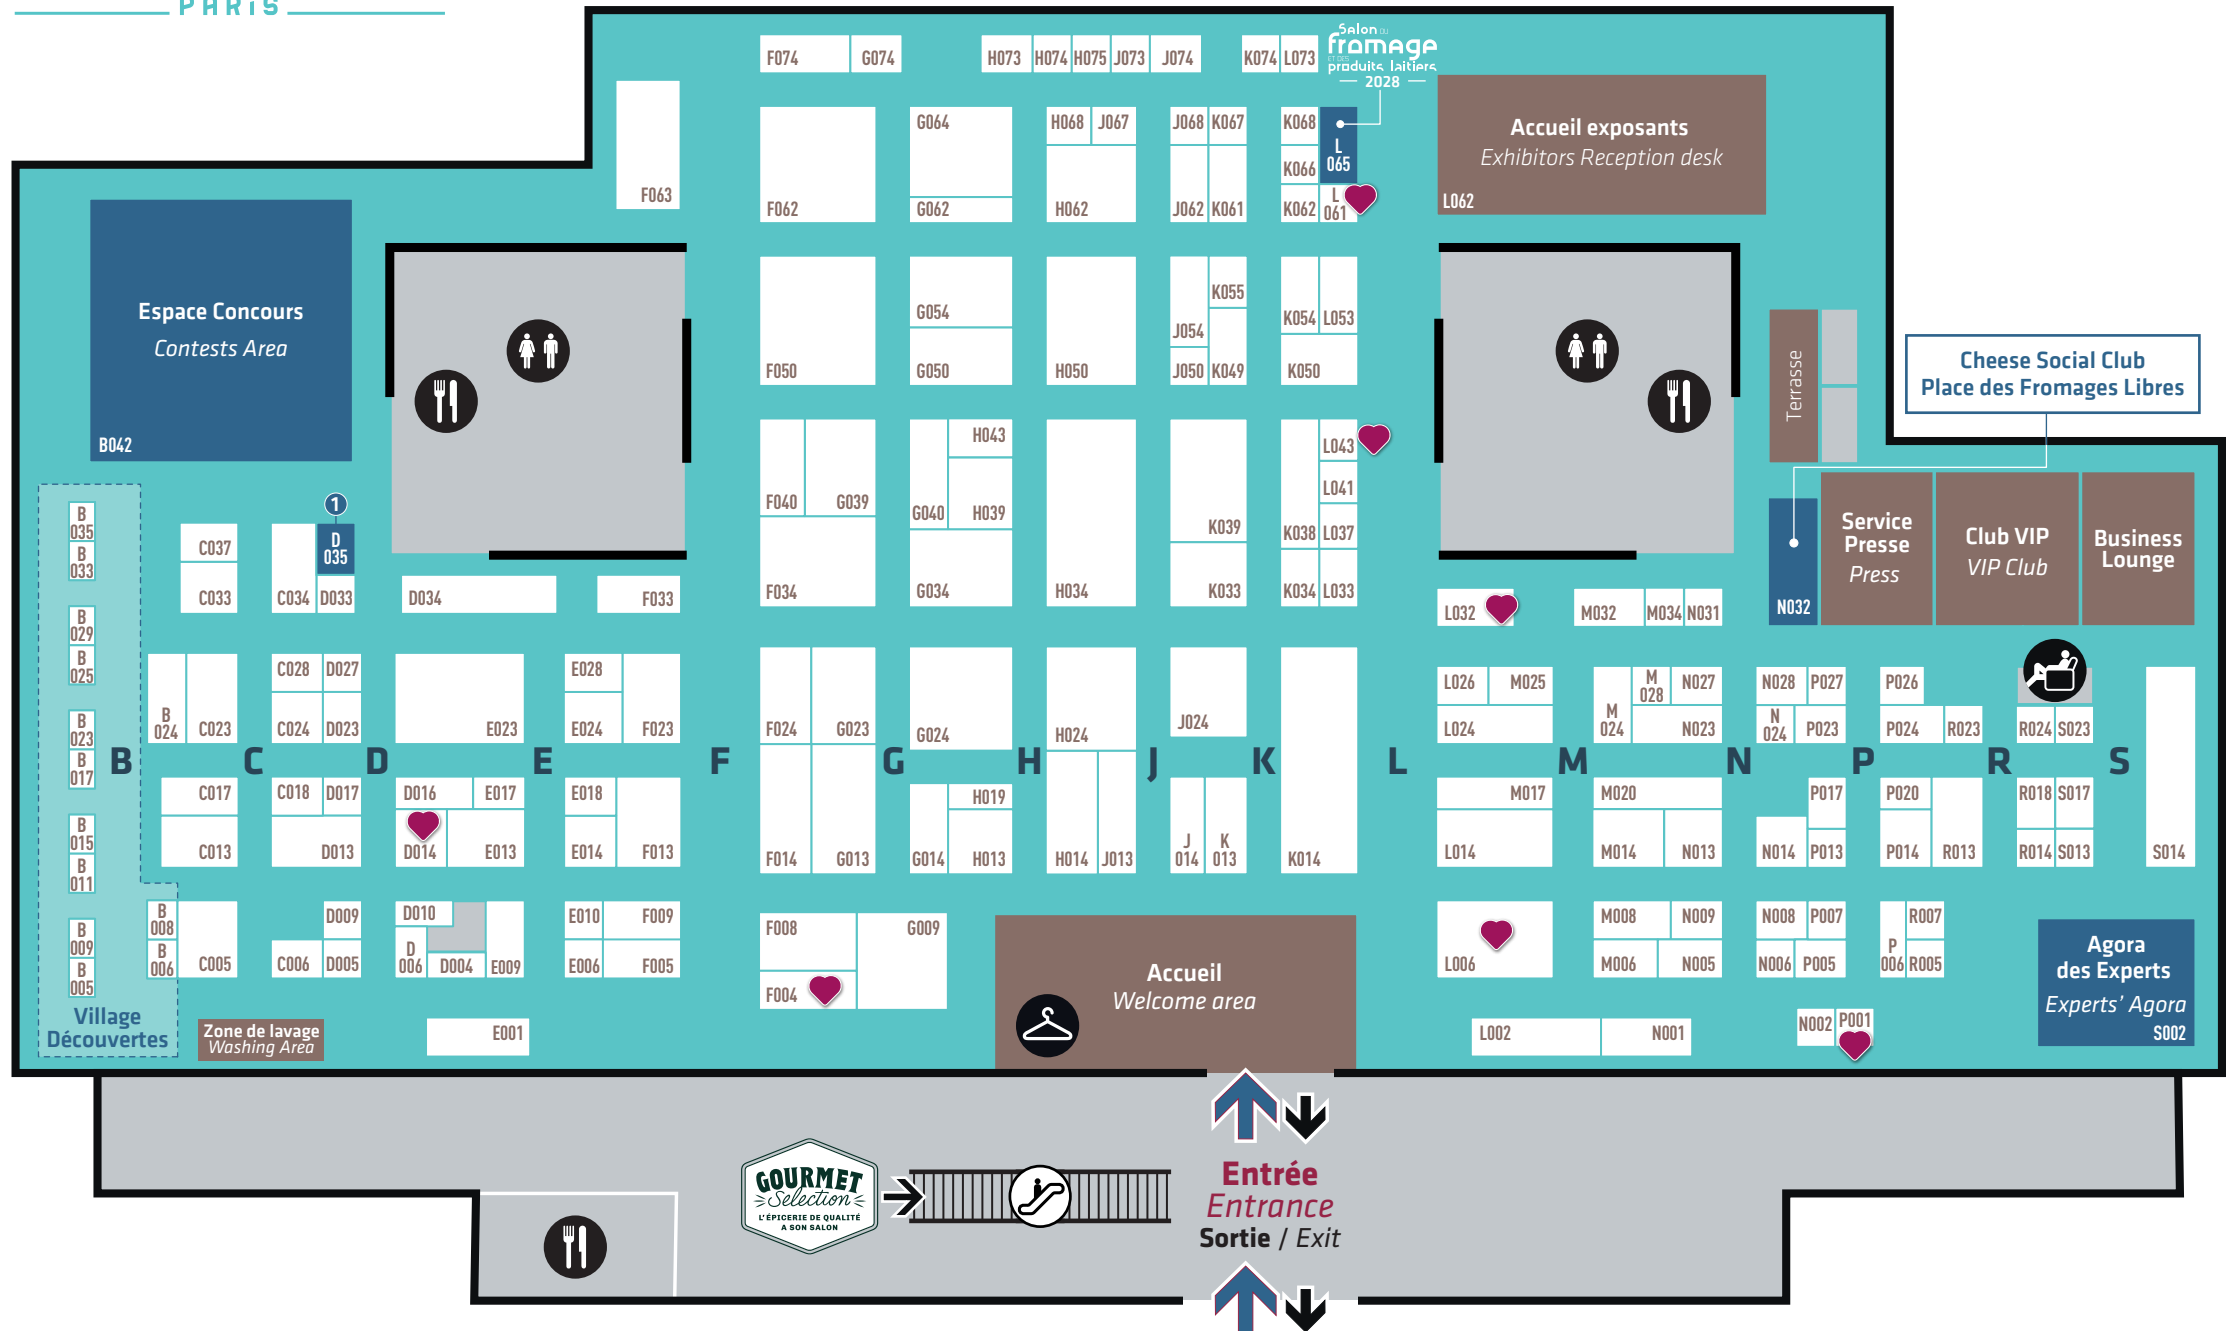 PARIS
F074
G074
H073
H074
H075
J073
J074
K074
L073
Salon DU
fromage
ET DES
produits laitiers
2028
F063
F062
G064
G062
H068
J067
H062
J068
K067
J062
K061
K068
K066
K062
L
065
L
061
Accueil exposants
Exhibitors Reception desk
L062
Espace Concours
Contests Area
B042
F050
G054
G050
H050
J054
K055
J050
K049
K054
L053
K050
Terrasse
Cheese Social Club
Place des Fromages Libres
F040
G039
F034
H043
G040
H039
G034
H034
K039
K033
L043
L041
K038
L037
K034
L033
N032
Service
Presse
Press
Club VIP
VIP Club
Business
Lounge
B
035
B
033
B
029
B
025
B
023
B
017
B
015
B
011
B
009
B
005
Village
Découvertes
C037
C033
1
D
035
C034
D033
D034
F033
L032
M032
M034
N031
B
024
C023
C028
D027
C024
D023
E023
E028
E024
F023
F024
G023
G024
H024
J024
L026
M025
L024
M
024
M
028
N027
N023
N028
P027
N
024
P023
P026
P024
R023
R024
S023
B
C
D
E
F
G
H
J
K
L
M
N
P
R
S
C017
C013
C018
D017
D013
D016
E017
D014
E013
E018
E014
F013
F014
G013
H019
G014
H013
H014
J013
J
014
K
013
K014
M017
L014
M020
M014
N013
P017
N014
P013
P020
P014
R013
R018
S017
R014
S013
S014
B
008
B
006
C005
D009
C006
D005
D010
D
006
D004
E009
E010
F009
E006
F005
F008
G009
F004
Accueil
Welcome area
L006
M008
N009
M006
N005
N008
P007
N006
P005
P
006
R007
R005
Agora
des Experts
Experts' Agora
S002
Zone de lavage
Washing Area
E001
L002
N001
N002
P001
GOURMET
Selection
L'ÉPICERIE DE QUALITÉ
A SON SALON
Entrée
Entrance
Sortie / Exit